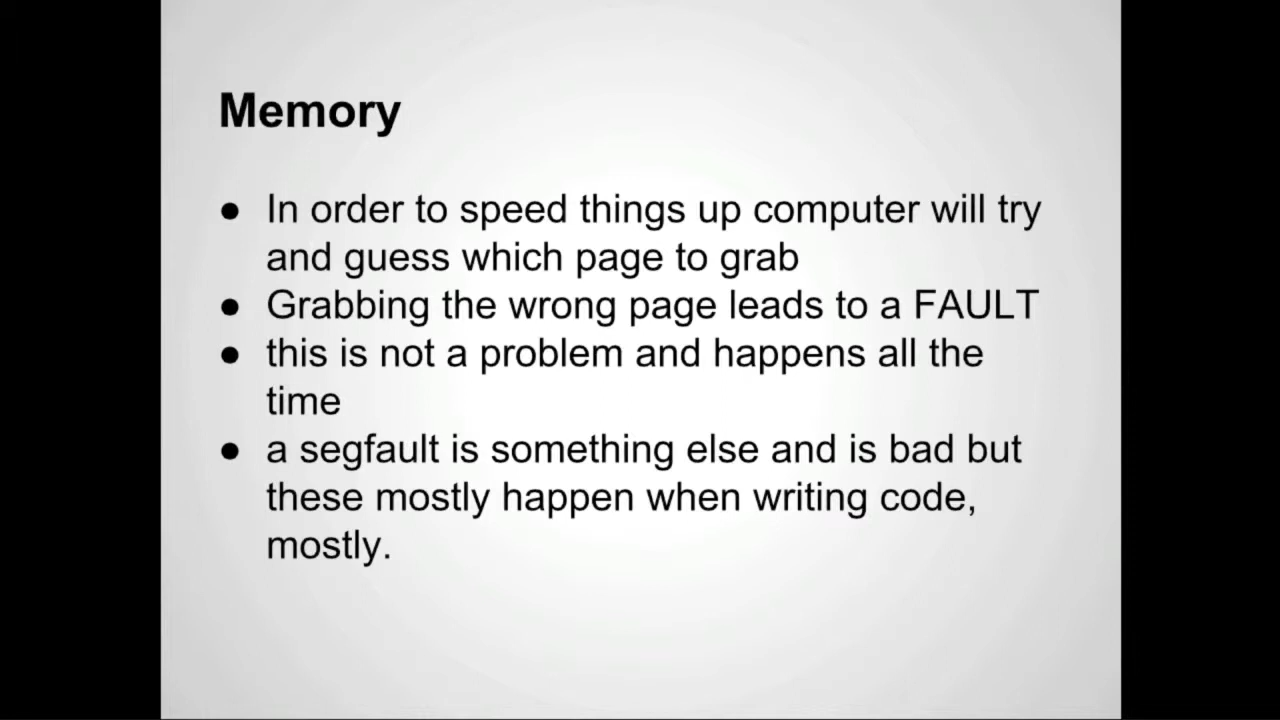 Memory
● In order to speed things up computer will try
and guess which page to grab
● Grabbing the wrong page leads to a FAULT
● this is not a problem and happens all the
time
● a segfault is something else and is bad but
these mostly happen when writing code,
mostly.